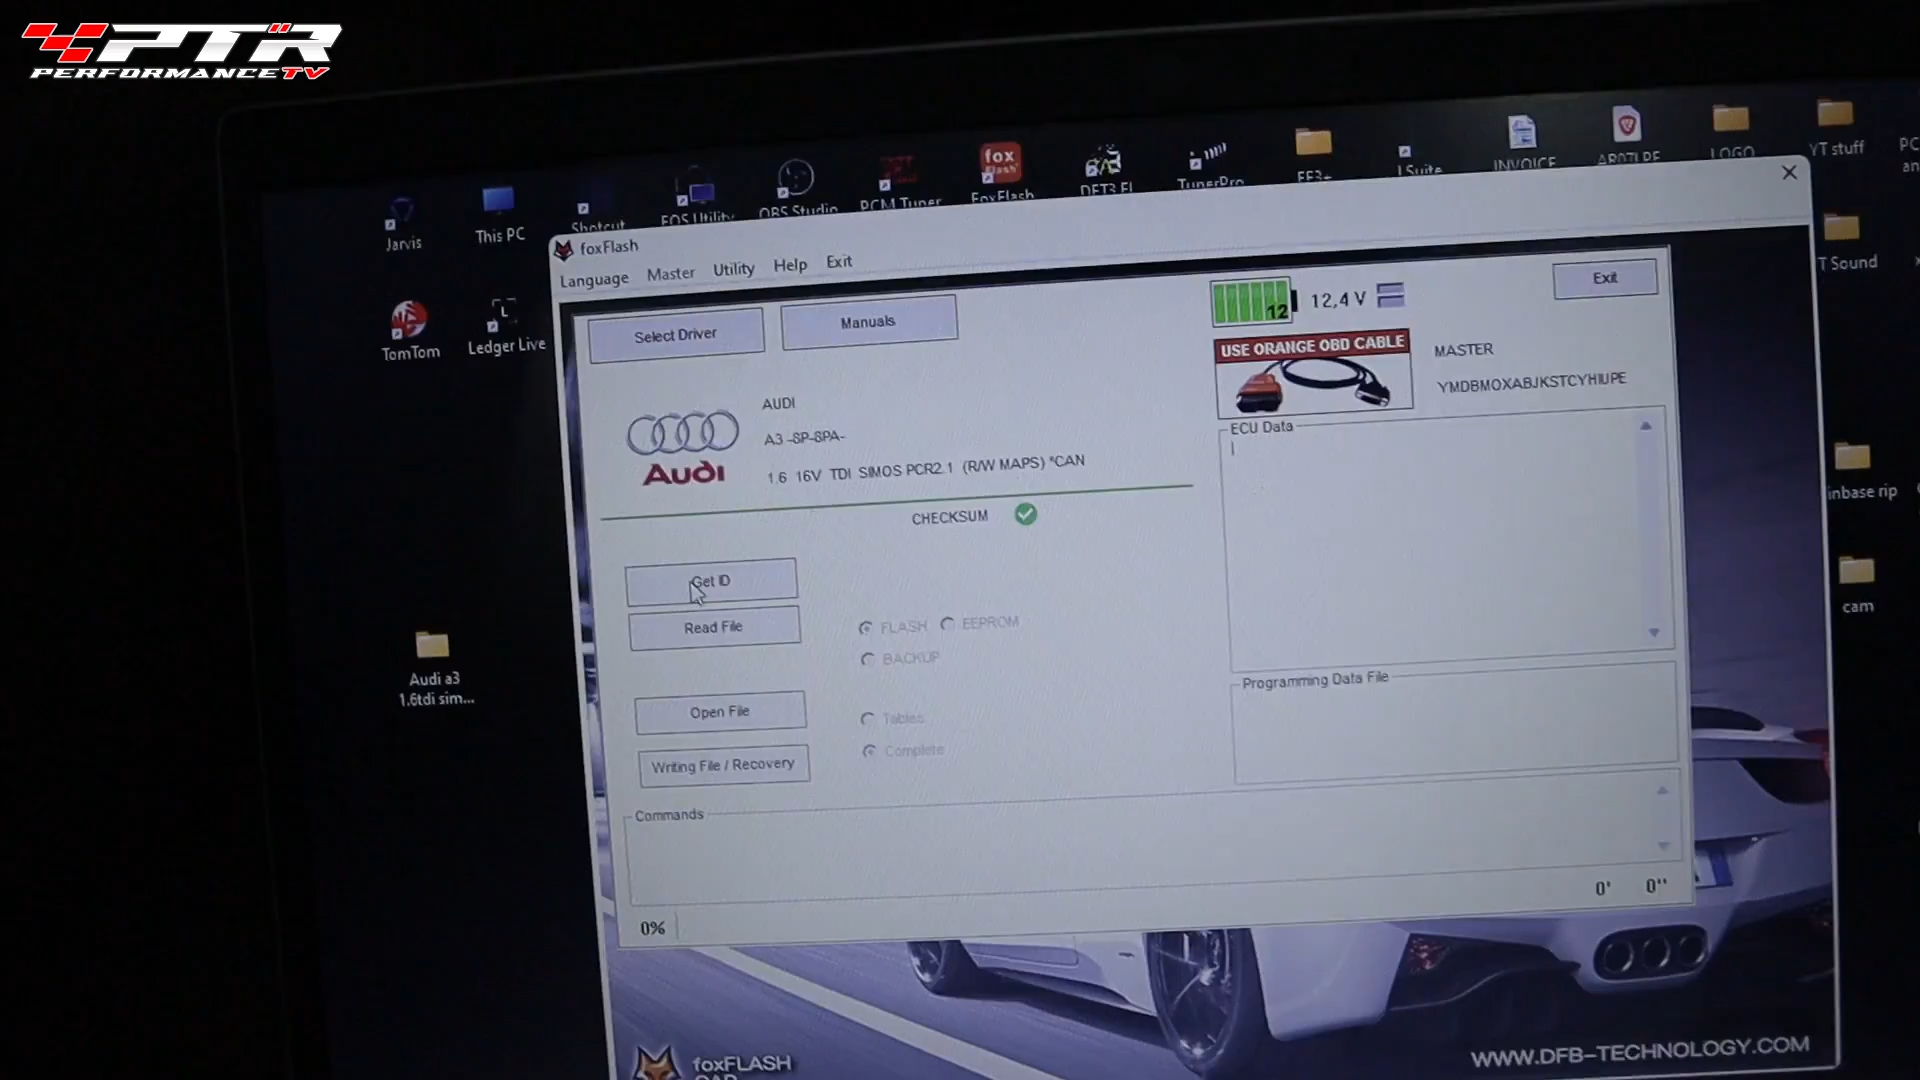 PTR
PERFORMANCE TV
Jarvis
This PC
Shotcut
EOS Utility
OBS Studio
PCM Tuner
fox
Flash
FoxFlash
TunerPro
INVOICE
LOGO
YT stuff
TomTom
Ledger Live
T Sound
inbase rip
cam
Audi a3
1.6tdi sim...
foxFlash
Language Master Utility Help Exit
Select Driver
Manuals
12
12,4 V
Exit
USE ORANGE OBD CABLE
MASTER
YMDBMOXABJKSTCYHIUPE
Audi
AUDI
A3 -8P-8PA-
1.6 16V TDI SIMOS PCR2.1 (R/W MAPS) *CAN
CHECKSUM
ECU Data
Get ID
Read File
FLASH EEPROM
BACKUP
Open File
Writing File / Recovery
Tables
Complete
Programming Data File
Commands
0%
0' 0''
foxFLASH
WWW.DFB-TECHNOLOGY.COM